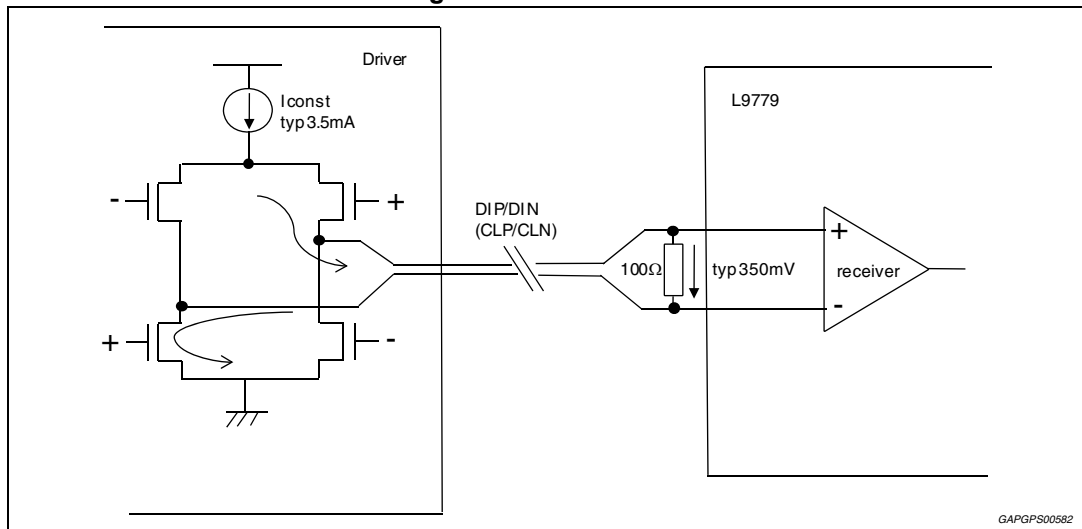 Driver
Iconst
typ 3.5mA
-
+
+
-
DIP/DIN
(CLP/CLN)
L9779
100Ω
typ 350mV
+
receiver
-
GAPGPS00582